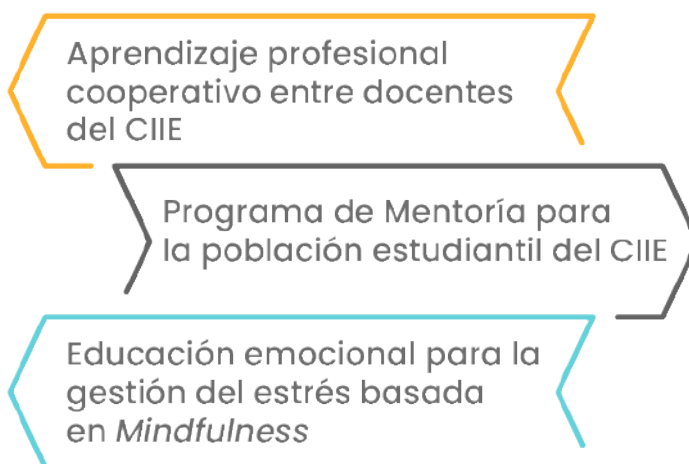 Aprendizaje profesional
cooperativo entre docentes
del CIIE
Programa de Mentoría para
la población estudiantil del CIIE
Educación emocional para la
gestión del estrés basada
en Mindfulness